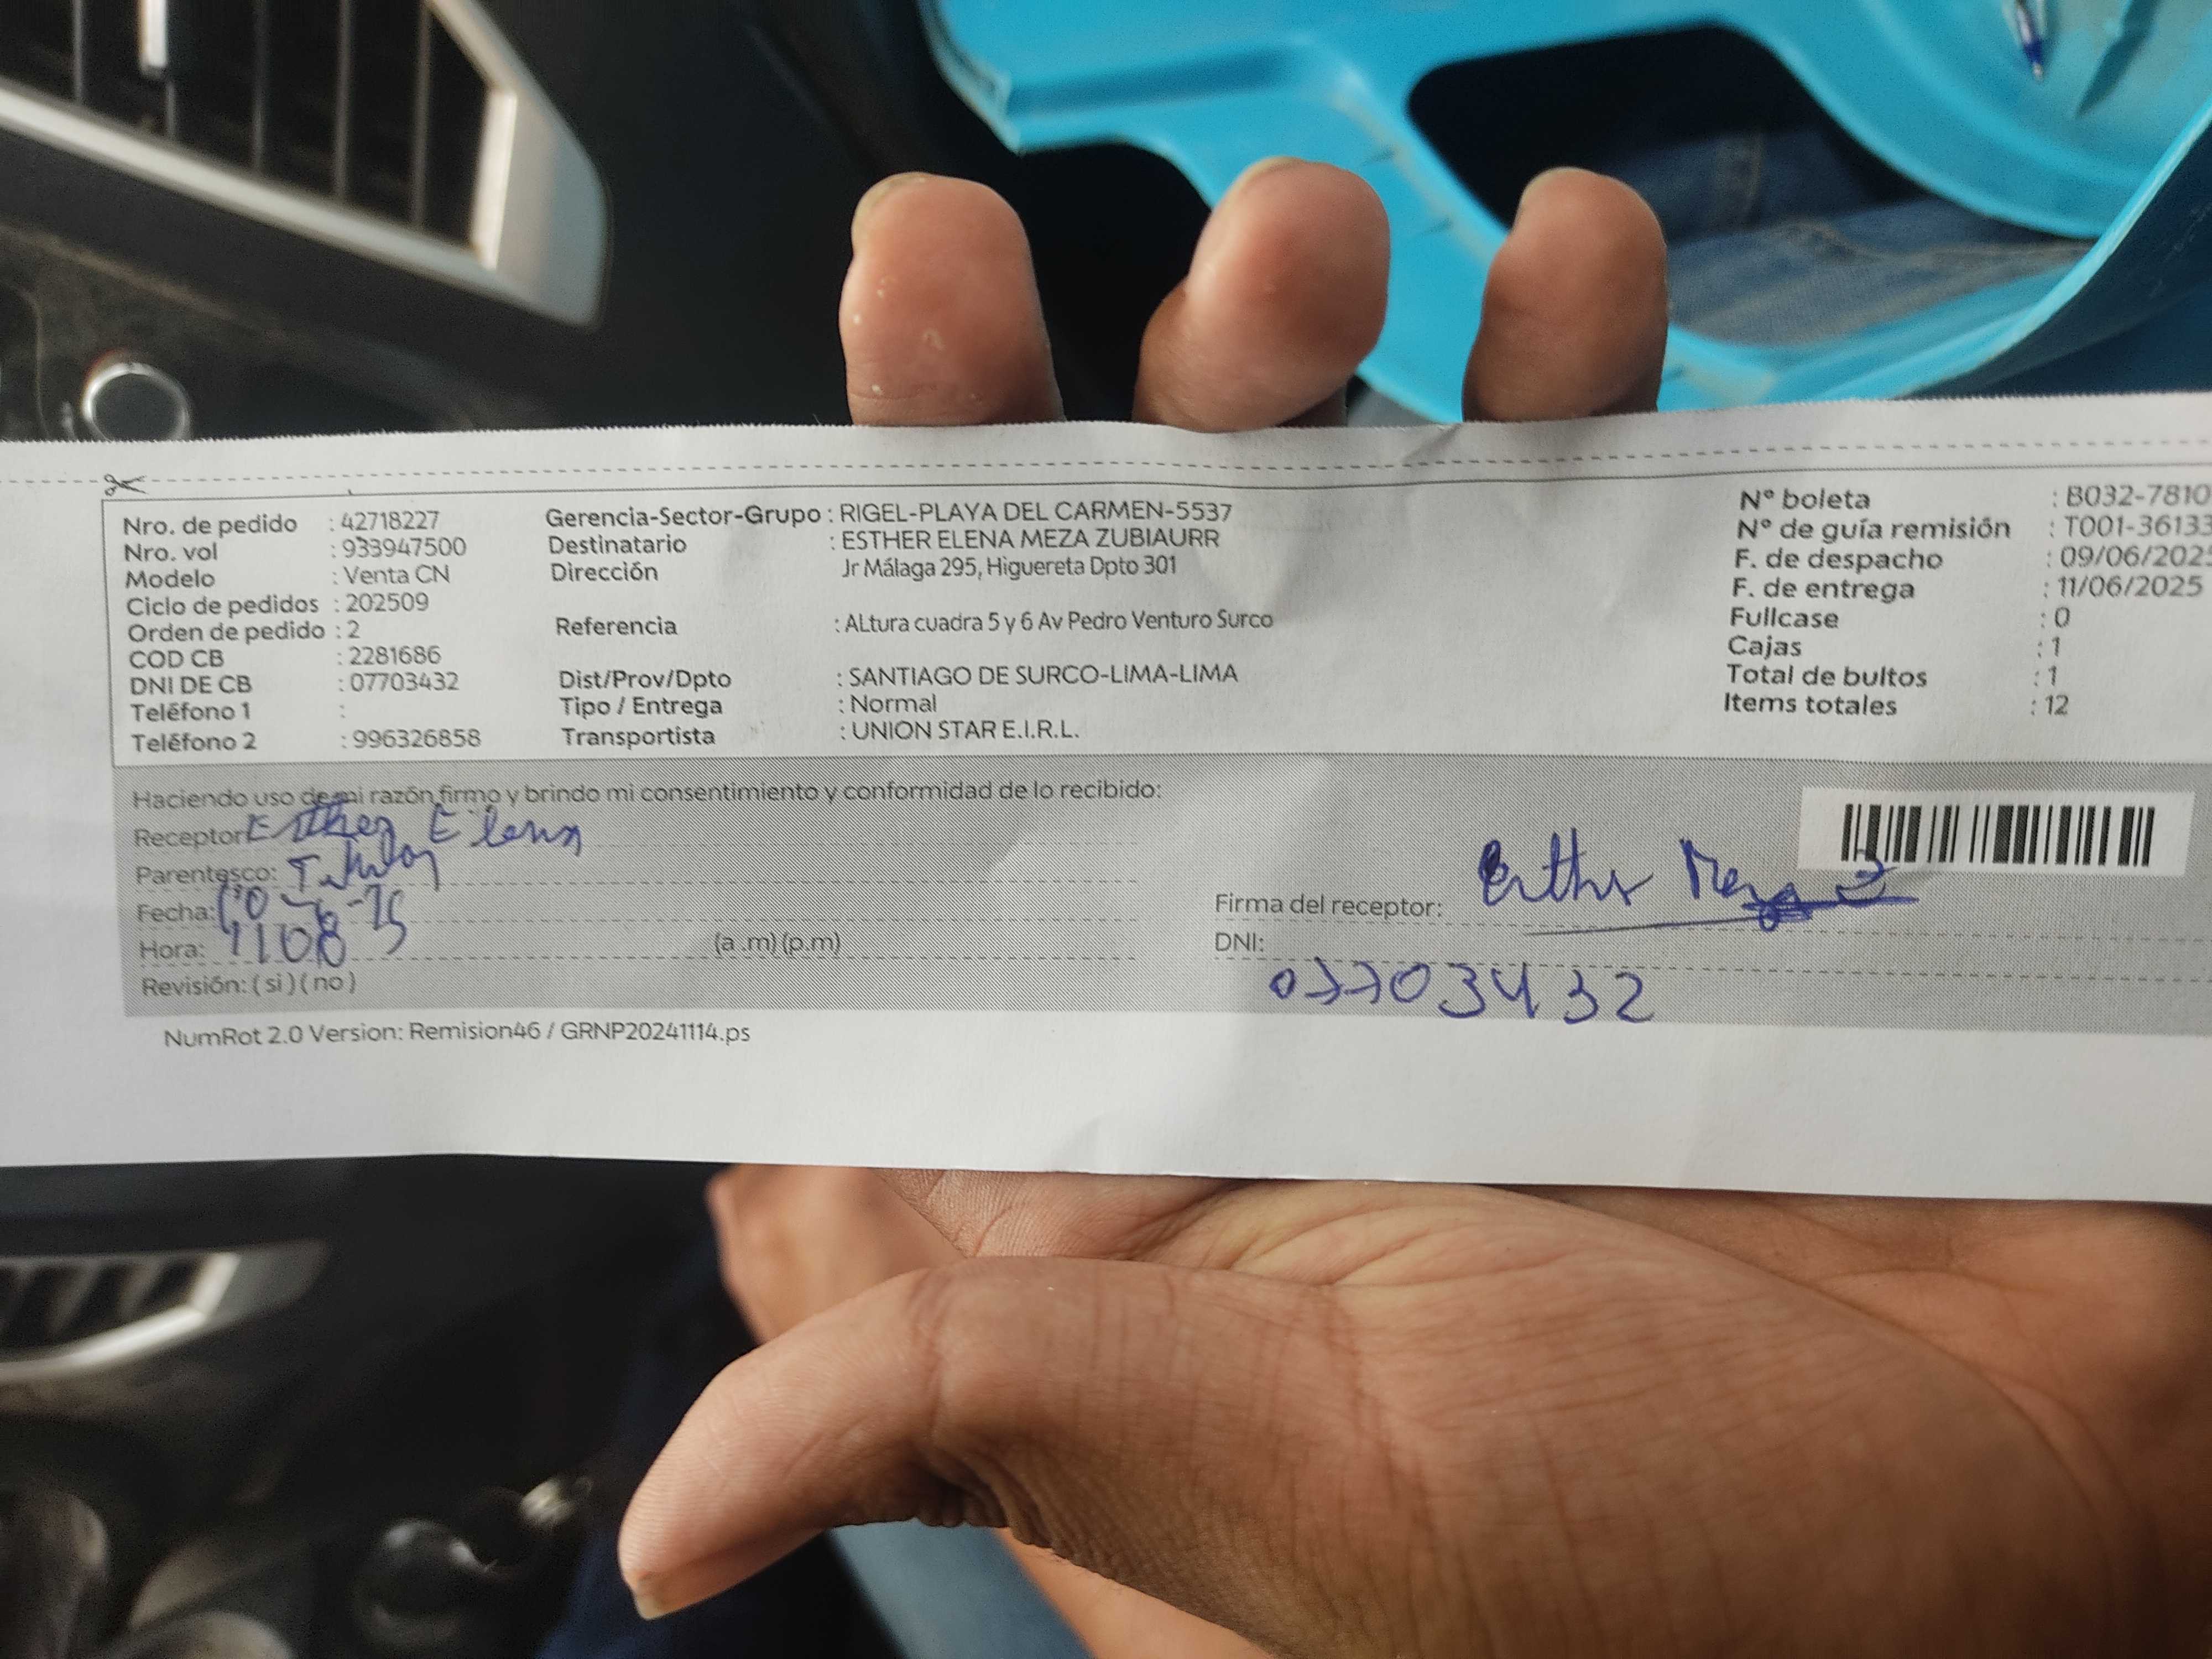 Nro. de pedido : 42718227
Nro. vol : 933947500
Modelo : Venta CN
Ciclo de pedidos : 202509
Orden de pedido : 2
COD CB : 2281686
DNI DE CB : 07703432
Teléfono 1 :
Teléfono 2 : 996326858
Gerencia-Sector-Grupo : RIGEL-PLAYA DEL CARMEN-5537
Destinatario : ESTHER ELENA MEZA ZUBIAURR
Dirección Jr Málaga 295, Higuereta Dpto 301
Referencia : ALtura cuadra 5 y 6 Av Pedro Venturo Surco
Dist/Prov/Dpto : SANTIAGO DE SURCO-LIMA-LIMA
Tipo / Entrega : Normal
Transportista : UNION STAR E.I.R.L.
N° boleta : B032-7810
N° de guía remisión : T001-36133
F. de despacho : 09/06/2025
F. de entrega : 11/06/2025
Fullcase : 0
Cajas : 1
Total de bultos : 1
Items totales : 12
Haciendo uso de mi razón firmo y brindo mi consentimiento y conformidad de lo recibido:
Receptor: Esther Elena
Parentesco: Titular
Fecha:
Hora: (a .m) (p.m)
Revisión: ( si ) ( no )
Firma del receptor: Esther Meza
DNI:
07703432
NumRot 2.0 Version: Remision46 / GRNP20241114.ps